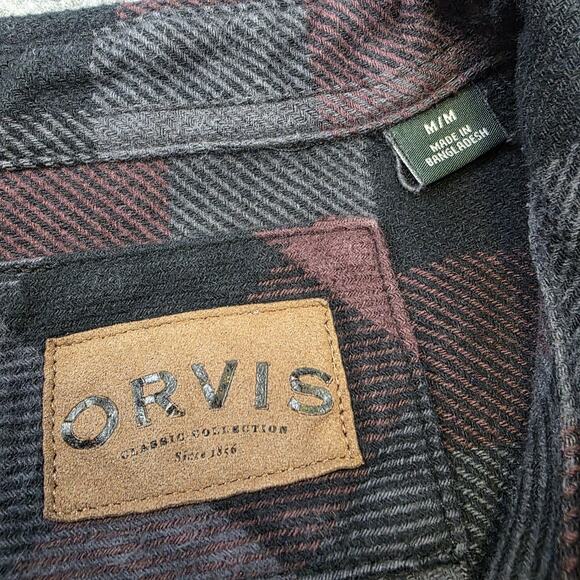 M/M
MADE IN
BANGLADESH
ORVIS
CLASSIC COLLECTION
Since 1856